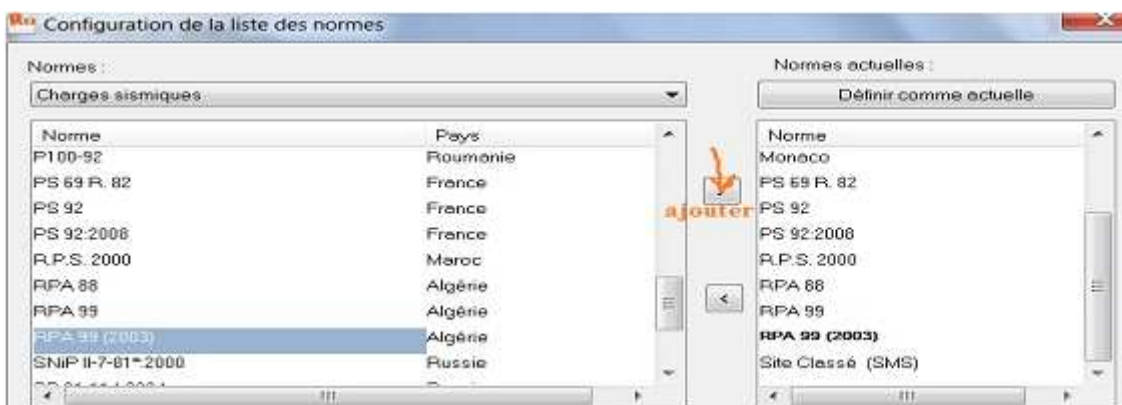 Configuration de la liste des normes
Normes :
Normes actuelles :
Charges sismiques
Définir comme actuelle
Norme Pays
P100-92 Roumanie
PS 69 R. 82 France
PS 92 France
PS 92:2008 France
R.P.S. 2000 Maroc
RPA 88 Algérie
RPA 99 Algérie
RPA 99 (2003) Algérie
SNiP II-7-81*:2000 Russie
ajouter
<
Norme
Monaco
PS 69 R. 82
PS 92
PS 92:2008
R.P.S. 2000
RPA 88
RPA 99
RPA 99 (2003)
Site Classé (SMS)